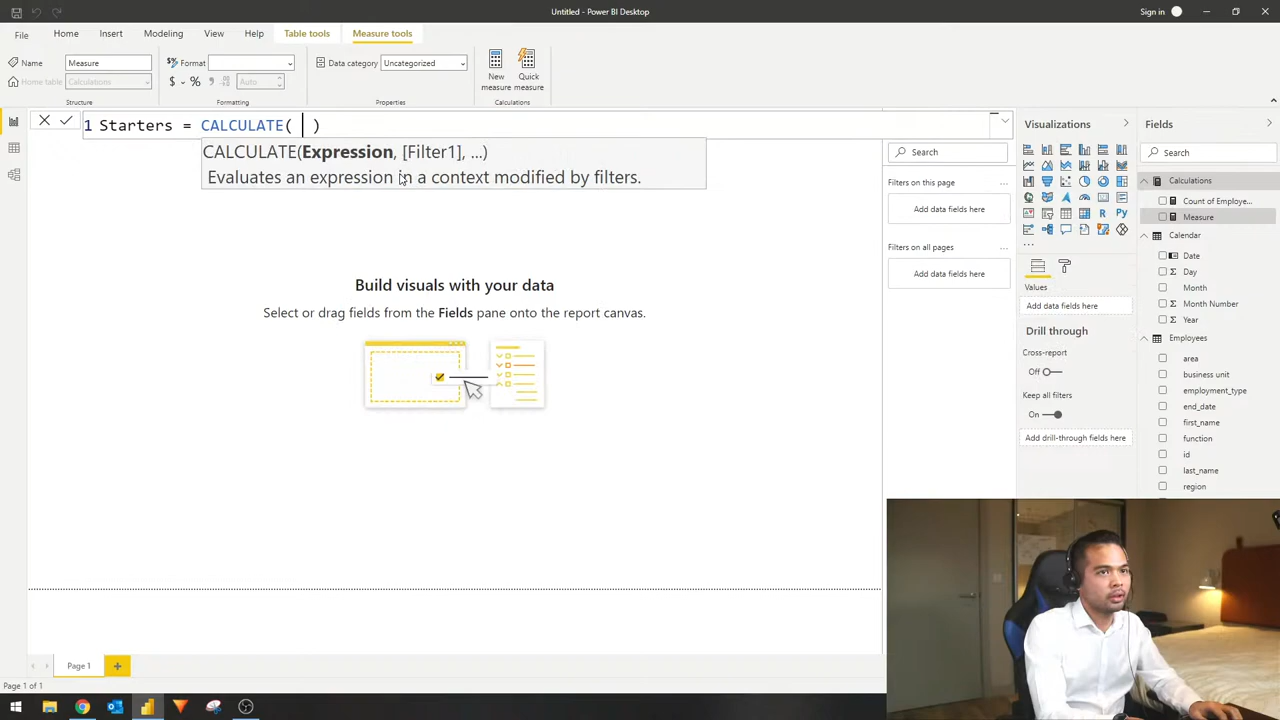 Untitled - Power BI Desktop
Sign in
File
Home
Insert
Modeling
View
Help
Table tools
Measure tools
Name
Measure
Home table
Calculations
Structure
Format
$
%
Auto
Formatting
Data category
Uncategorized
Properties
New measure
Quick measure
Calculations
1 Starters = CALCULATE( )
CALCULATE(Expression, [Filter1], ...)
Evaluates an expression in a context modified by filters.
Build visuals with your data
Select or drag fields from the Fields pane onto the report canvas.
Search
Filters on this page
...
Add data fields here
Filters on all pages
...
Add data fields here
Visualizations
R
Py
...
Values
Add data fields here
Drill through
Cross-report
Off
Keep all filters
On
Add drill-through fields here
Fields
Search
Calculations
Count of Employe...
Measure
Calendar
Date
Day
Month
Month Number
Year
Employees
area
business unit
employment_type
end_date
first_name
function
id
last_name
region
Page 1
Page 1 of 1